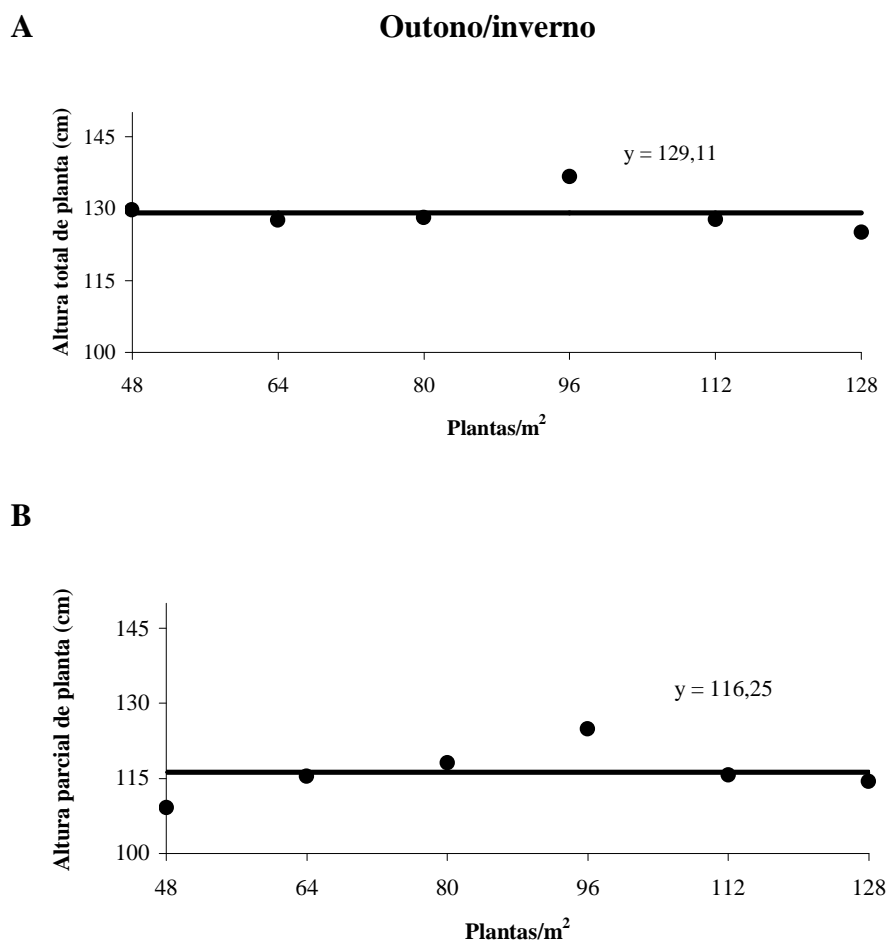 A
Outono/inverno
Altura total de planta (cm)
145
130
115
100
y = 129,11
48 64 80 96 112 128
Plantas/m²
B
Altura parcial de planta (cm)
145
130
115
100
y = 116,25
48 64 80 96 112 128
Plantas/m²